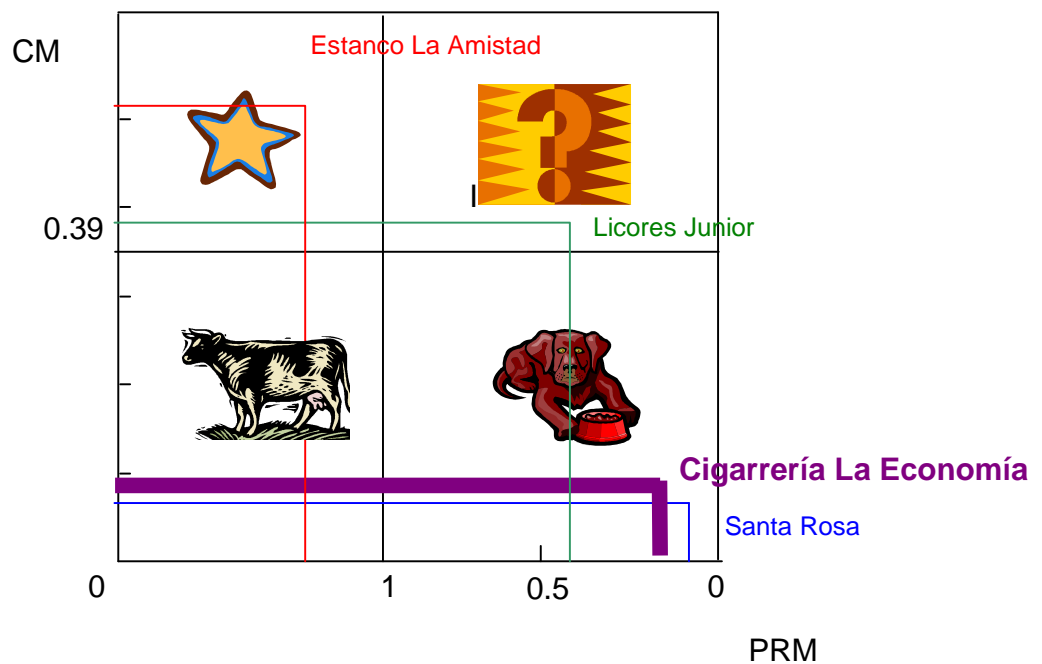 Estanco La Amistad
CM
?
I
0.39
Licores Junior
Cigarrería La Economía
Santa Rosa
0
1
0.5
0
PRM